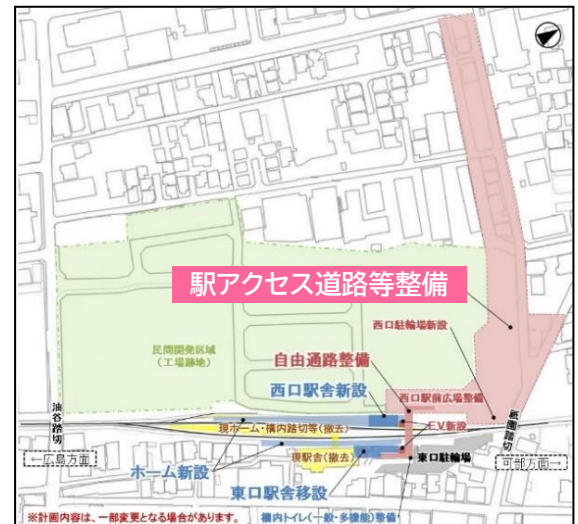 駅アクセス道路等整備
西口駐輪場新設
民間開発区域
(工場跡地)
自由通路整備
西口駅舎新設
西口駅前広場整備
油谷踏切
祇園踏切
現ホーム・構内踏切等(撤去)
EV新設
←広島方面
現駅舎(撤去)
東口駐輪場
可部方面→
ホーム新設
東口駅舎移設
※計画内容は、一部変更となる場合があります。
構内トイレ(一般・多機能)整備